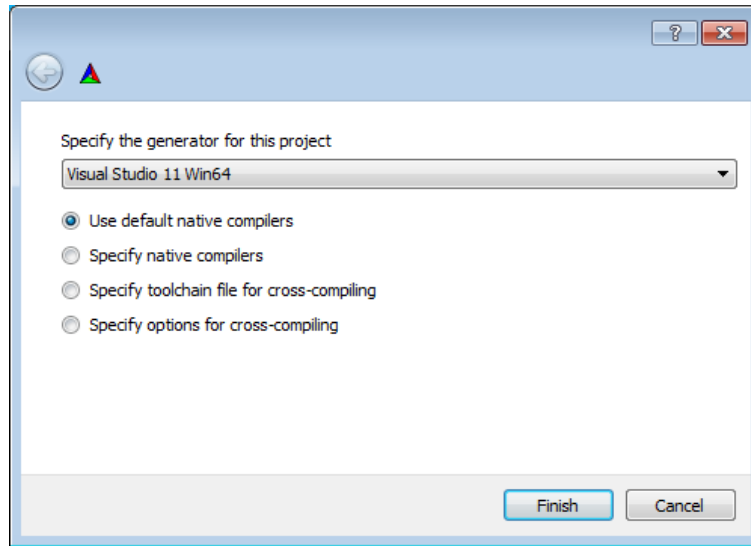 ?
Specify the generator for this project
Visual Studio 11 Win64
Use default native compilers
Specify native compilers
Specify toolchain file for cross-compiling
Specify options for cross-compiling
Finish
Cancel